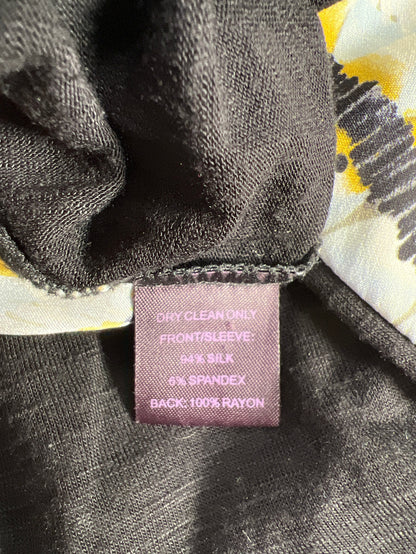 DRY CLEAN ONLY
FRONT/SLEEVE:
94% SILK
6% SPANDEX
BACK: 100% RAYON